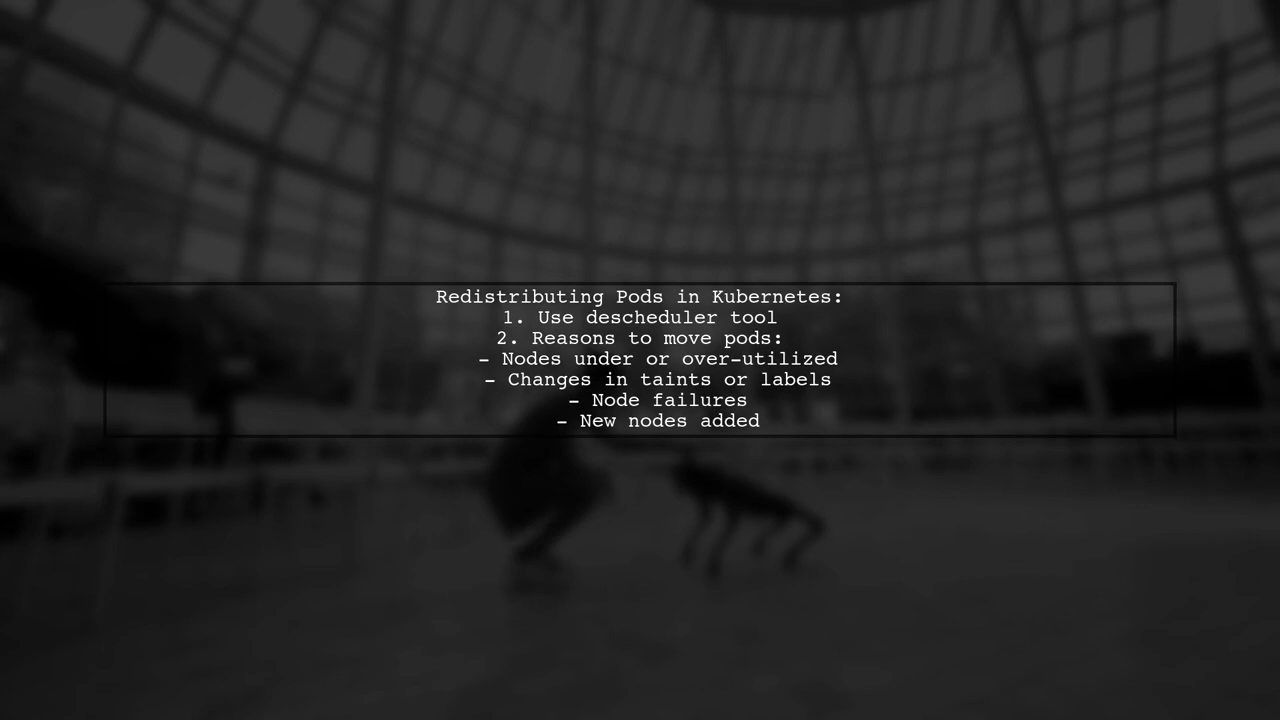 Redistributing Pods in Kubernetes:
1. Use descheduler tool
2. Reasons to move pods:
- Nodes under or over-utilized
- Changes in taints or labels
- Node failures
- New nodes added